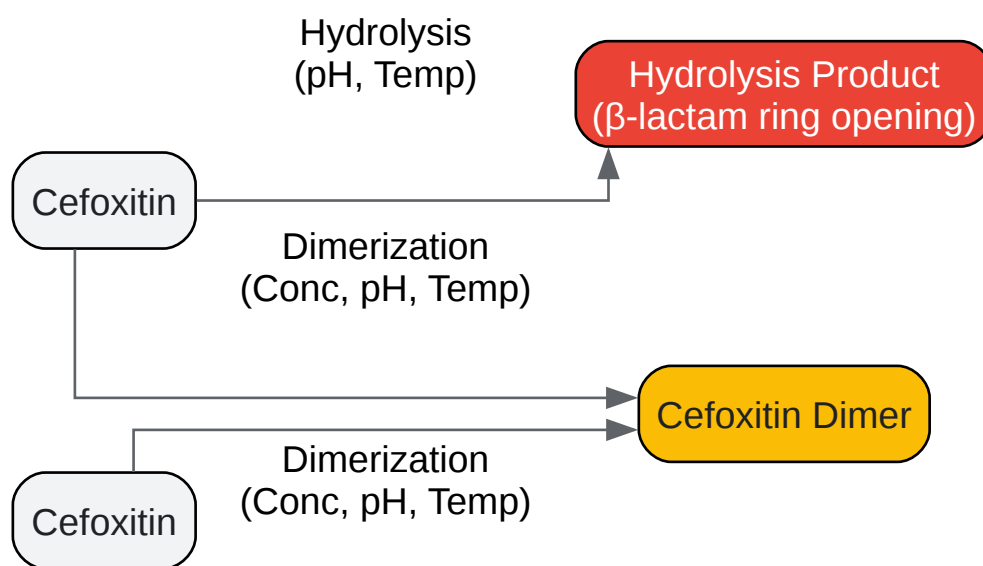 Hydrolysis
(pH, Temp)
Hydrolysis Product
(β-lactam ring opening)
Cefoxitin
Dimerization
(Conc, pH, Temp)
Cefoxitin Dimer
Dimerization
(Conc, pH, Temp)
Cefoxitin